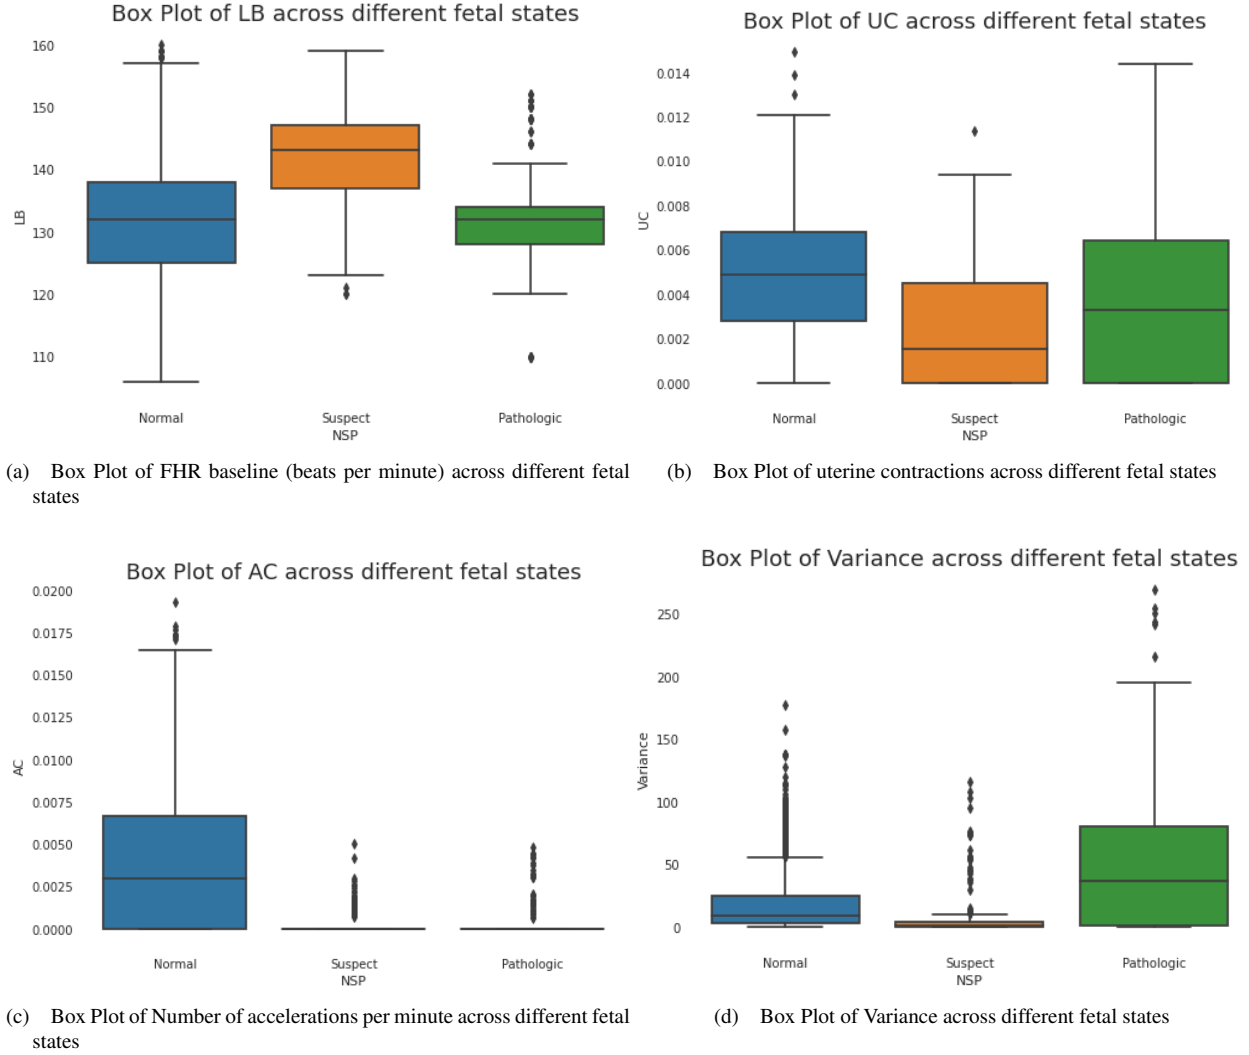 Box Plot of LB across different fetal states
160
150
140
130
120
110
LB
Normal
Suspect
Pathologic
NSP
(a) Box Plot of FHR baseline (beats per minute) across different fetal
states
Box Plot of UC across different fetal states
0.014
0.012
0.010
0.008
0.006
0.004
0.002
0.000
UC
Normal
Suspect
Pathologic
NSP
(b) Box Plot of uterine contractions across different fetal states
Box Plot of AC across different fetal states
0.0200
0.0175
0.0150
0.0125
0.0100
0.0075
0.0050
0.0025
0.0000
AC
Normal
Suspect
Pathologic
NSP
(c) Box Plot of Number of accelerations per minute across different fetal
states
Box Plot of Variance across different fetal states
250
200
150
100
50
0
Variance
Normal
Suspect
Pathologic
NSP
(d) Box Plot of Variance across different fetal states